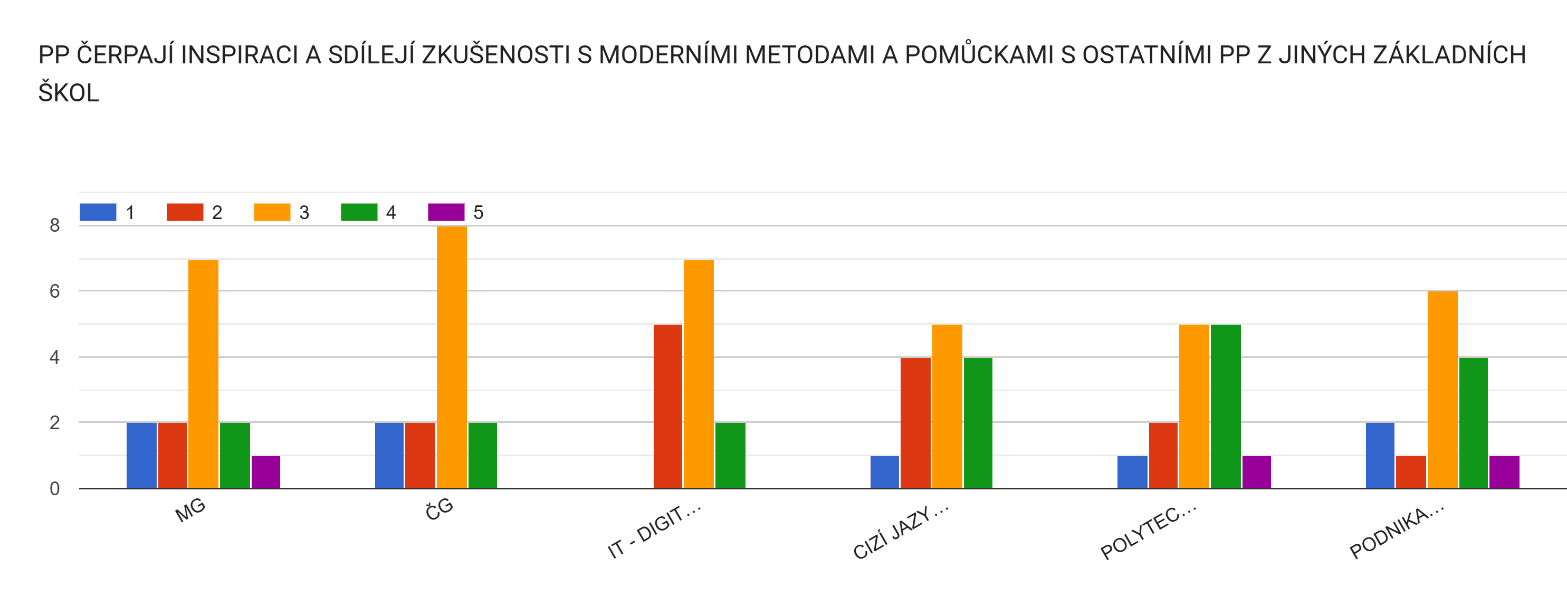 PP ČERPAJÍ INSPIRACI A SDÍLEJÍ ZKUŠENOSTI S MODERNÍMI METODAMI A POMŮCKAMI S OSTATNÍMI PP Z JINÝCH ZÁKLADNÍCH
ŠKOL
1 2 3 4 5
8
6
4
2
0
MG ČG IT - DIGIT… CIZÍ JAZY… POLYTEC… PODNIKA…